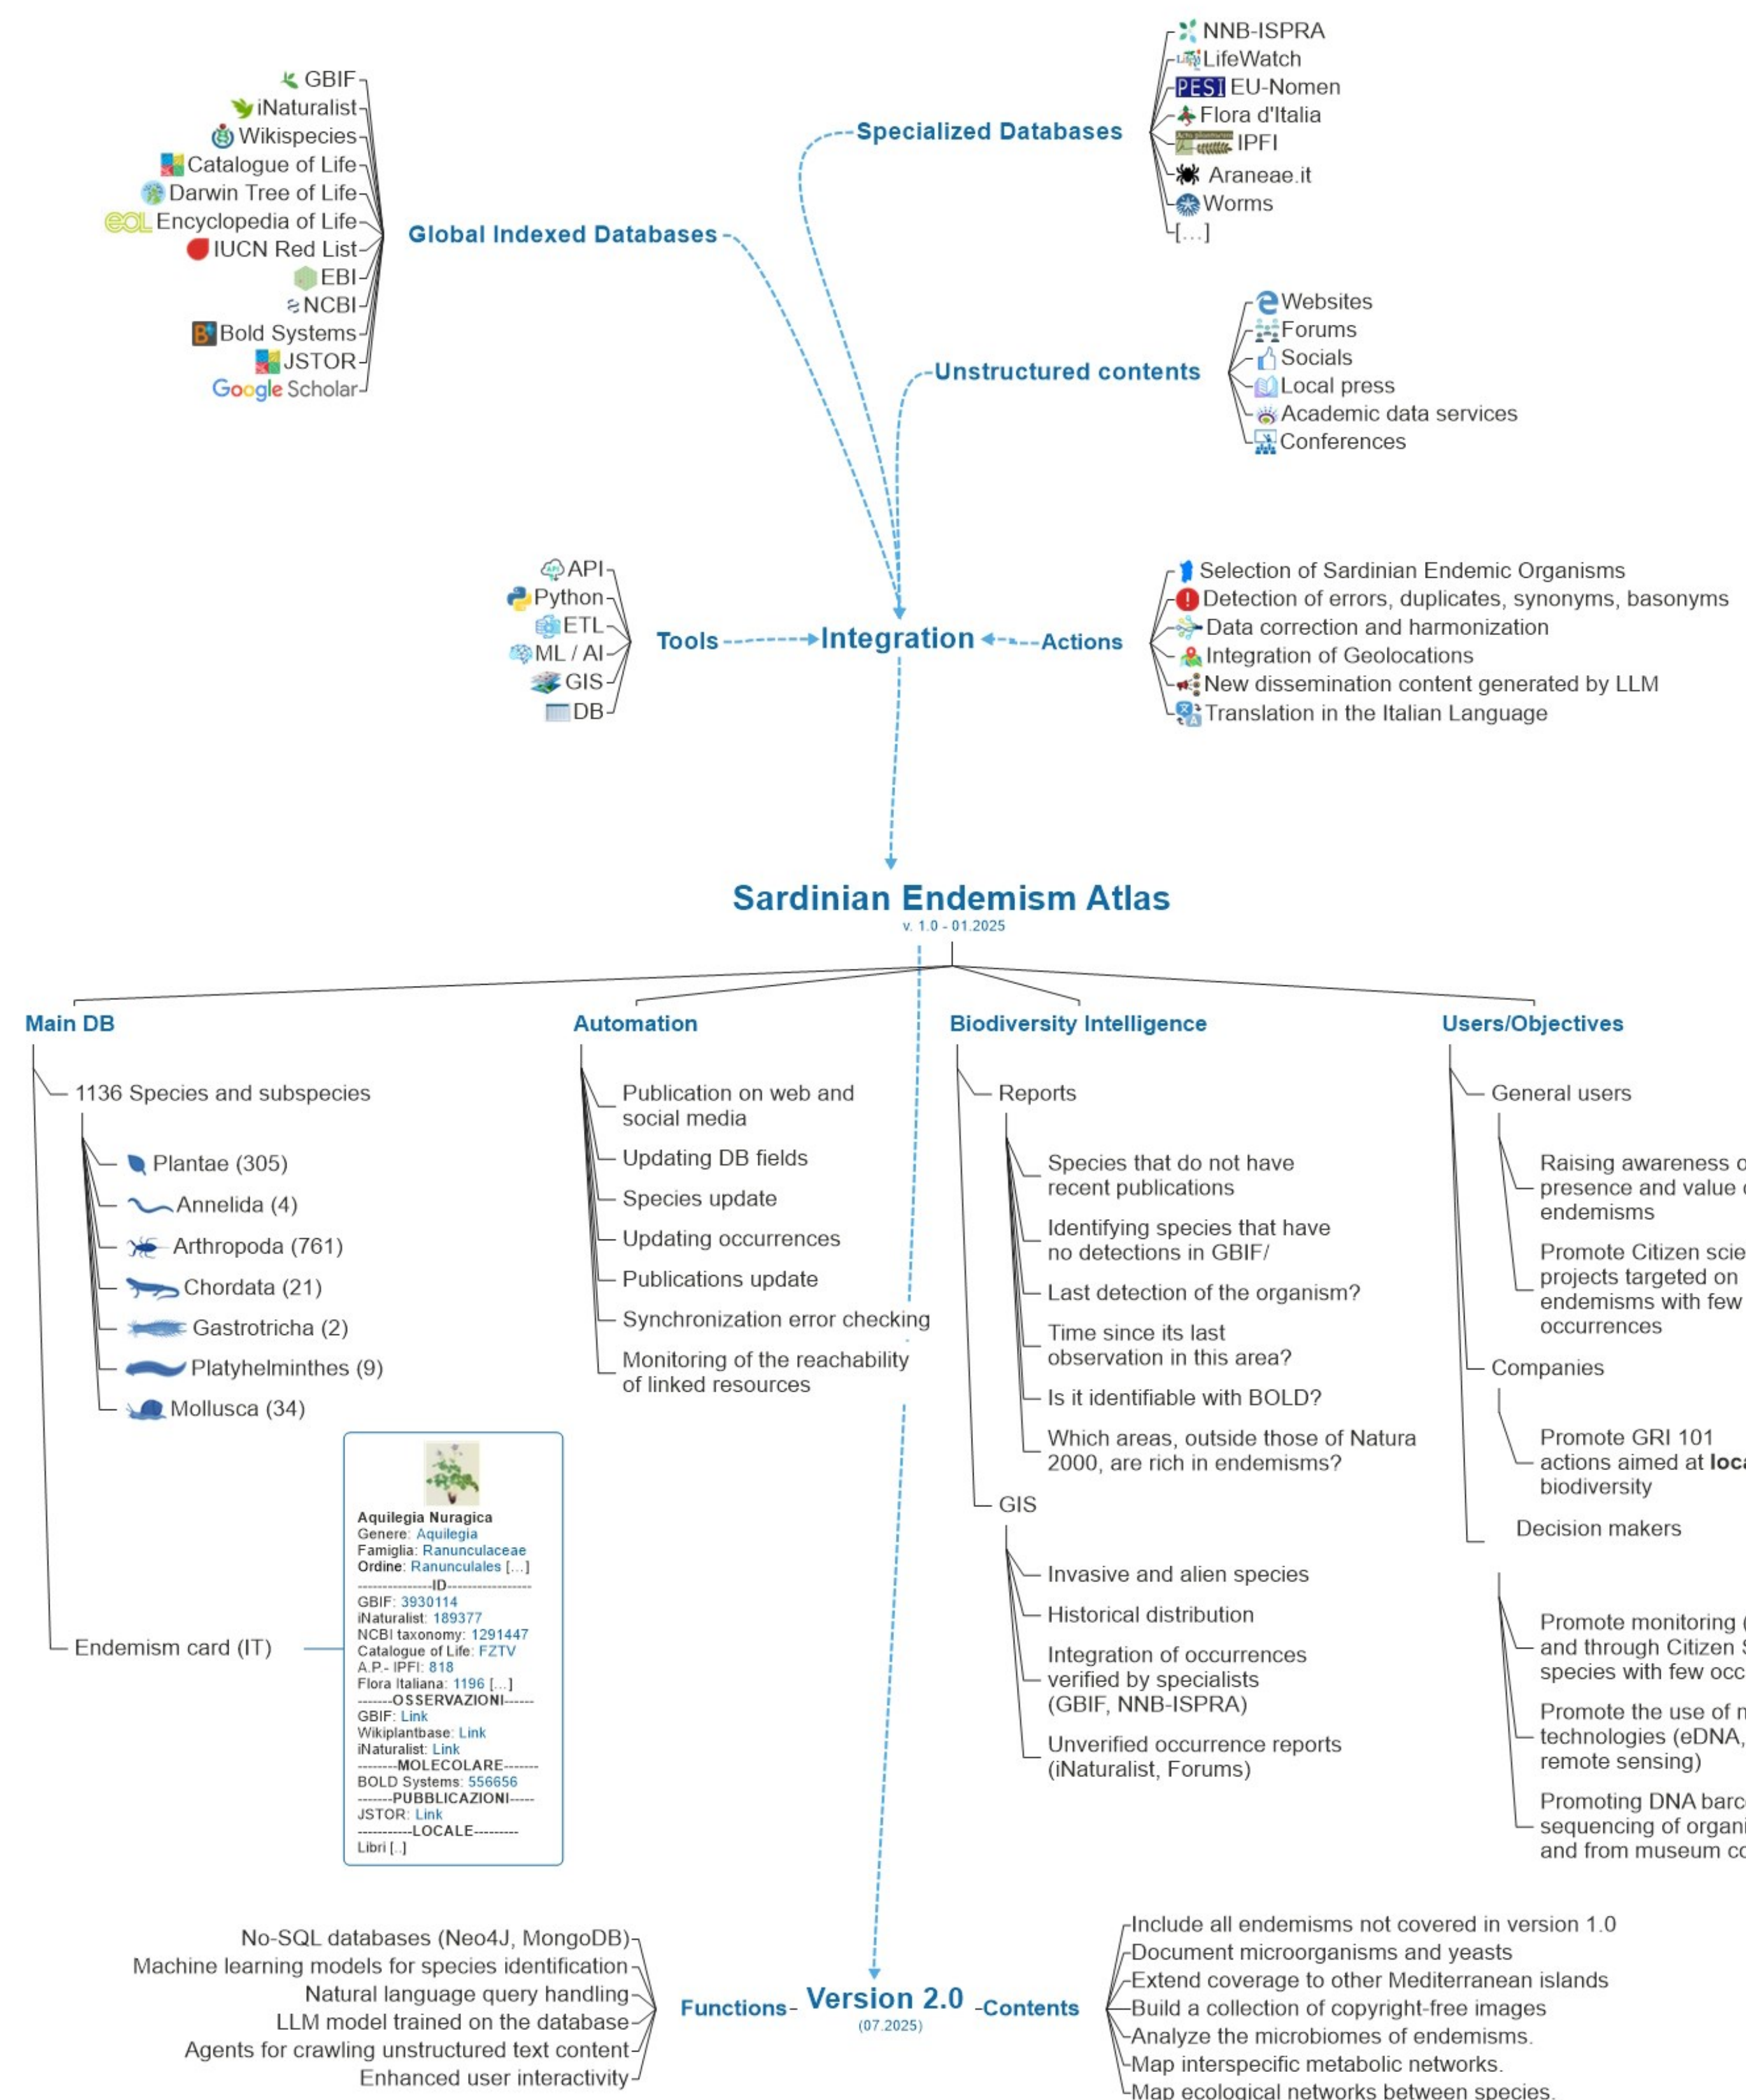 GBIF
iNaturalist
Wikispecies
Catalogue of Life
Darwin Tree of Life
eOL Encyclopedia of Life
IUCN Red List
EBI
NCBI
Bold Systems
JSTOR
Google Scholar
Global Indexed Databases
Specialized Databases
NNB-ISPRA
LifeWatch
PESI EU-Nomen
Flora d'Italia
IPFI
Araneae.it
Worms
[...]
Unstructured contents
Websites
Forums
Socials
Local press
Academic data services
Conferences
API
Python
ETL
ML / AI
GIS
DB
Tools
Integration
Actions
Selection of Sardinian Endemic Organisms
Detection of errors, duplicates, synonyms, basonyms
Data correction and harmonization
Integration of Geolocations
New dissemination content generated by LLM
Translation in the Italian Language
Sardinian Endemism Atlas
v. 1.0 - 01.2025
Main DB
1136 Species and subspecies
Plantae (305)
Annelida (4)
Arthropoda (761)
Chordata (21)
Gastrotricha (2)
Platyhelminthes (9)
Mollusca (34)
Endemism card (IT)
Aquilegia Nuragica
Genere: Aquilegia
Famiglia: Ranunculaceae
Ordine: Ranunculales [...]
---------------ID-----------------
GBIF: 3930114
iNaturalist: 189377
NCBI taxonomy: 1291447
Catalogue of Life: FZTV
A.P.- IPFI: 818
Flora Italiana: 1196 [...]
-------OSSERVAZIONI------
GBIF: Link
Wikiplantbase: Link
iNaturalist: Link
--------MOLECOLARE-------
BOLD Systems: 556656
-------PUBBLICAZIONI-----
JSTOR: Link
-----------LOCALE---------
Libri [..]
Automation
Publication on web and
social media
Updating DB fields
Species update
Updating occurrences
Publications update
Synchronization error checking
Monitoring of the reachability
of linked resources
Biodiversity Intelligence
Reports
Species that do not have
recent publications
Identifying species that have
no detections in GBIF/
Last detection of the organism?
Time since its last
observation in this area?
Is it identifiable with BOLD?
Which areas, outside those of Natura
2000, are rich in endemisms?
GIS
Invasive and alien species
Historical distribution
Integration of occurrences
verified by specialists
(GBIF, NNB-ISPRA)
Unverified occurrence reports
(iNaturalist, Forums)
Users/Objectives
General users
Raising awareness
presence and value
endemisms
Promote Citizen
projects targeted on
endemisms with few
occurrences
Companies
Promote GRI 101
actions aimed at
biodiversity
Decision makers
Promote monitoring
and through Citizen
species with few
Promote the use of
technologies (eDNA,
remote sensing)
Promoting DNA
sequencing of
and from museum
No-SQL databases (Neo4J, MongoDB)
Machine learning models for species identification
Natural language query handling
LLM model trained on the database
Agents for crawling unstructured text content
Enhanced user interactivity
Functions
Version 2.0
(07.2025)
Contents
Include all endemisms not covered in version 1.0
Document microorganisms and yeasts
Extend coverage to other Mediterranean islands
Build a collection of copyright-free images
Analyze the microbiomes of endemisms.
Map interspecific metabolic networks.
Map ecological networks between species.